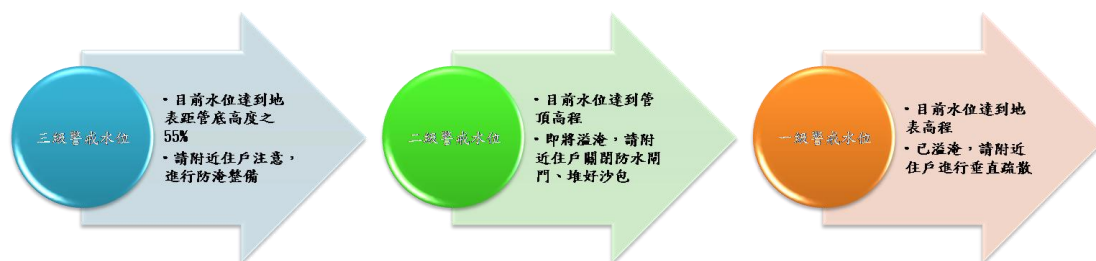 三級警戒水位
• 目前水位達到地
表距管底高度之
55%
• 請附近住戶注意，
進行防淹整備
二級警戒水位
• 目前水位達到管
頂高程
• 即將溢淹，請附
近住戶關閉防水閘
門、堆好沙包
一級警戒水位
• 目前水位達到地
表高程
• 已溢淹，請附近
住戶進行垂直疏散